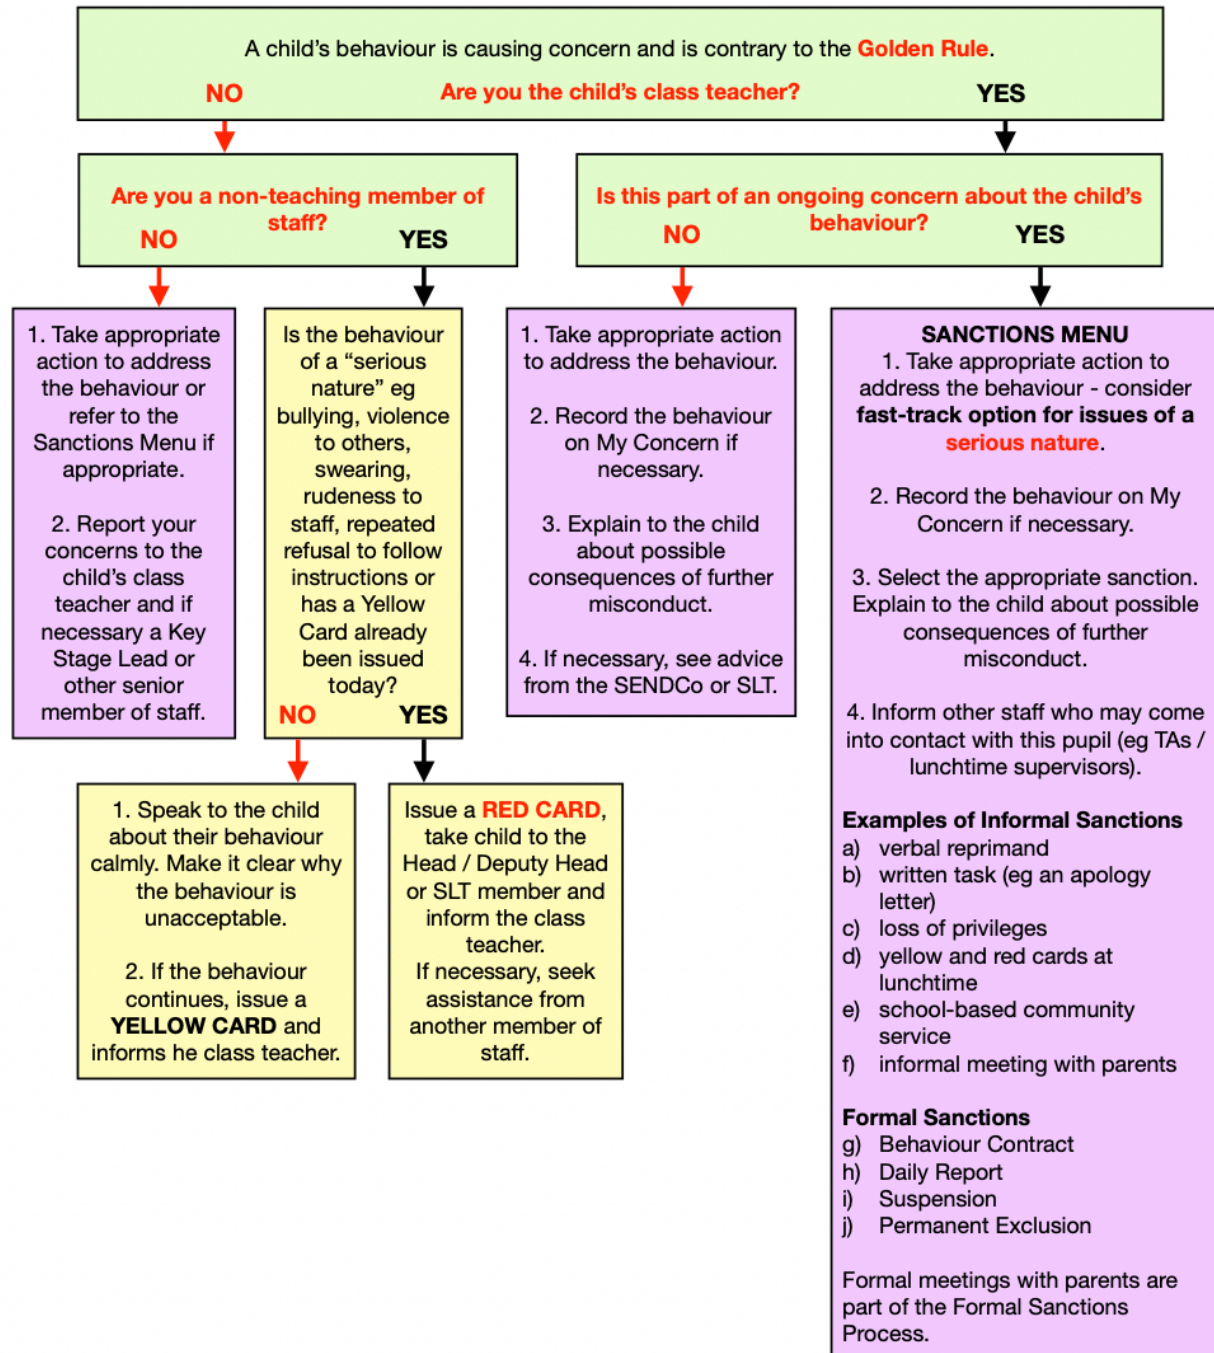 A child's behaviour is causing concern and is contrary to the Golden Rule.
NO
Are you the child's class teacher?
YES
Are you a non-teaching member of
staff?
NO
YES
Is this part of an ongoing concern about the child's
behaviour?
NO
YES
1. Take appropriate
action to address
the behaviour or
refer to the
Sanctions Menu if
appropriate.
2. Report your
concerns to the
child's class
teacher and if
necessary a Key
Stage Lead or
other senior
member of staff.
Is the behaviour
of a “serious
nature” eg
bullying, violence
to others,
swearing,
rudeness to
staff, repeated
refusal to follow
instructions or
has a Yellow
Card already
been issued
today?
NO
YES
1. Take appropriate action
to address the behaviour.
2. Record the behaviour
on My Concern if
necessary.
3. Explain to the child
about possible
consequences of further
misconduct.
4. If necessary, see advice
from the SENDCo or SLT.
SANCTIONS MENU
1. Take appropriate action to
address the behaviour - consider
fast-track option for issues of a
serious nature.
2. Record the behaviour on My
Concern if necessary.
3. Select the appropriate sanction.
Explain to the child about possible
consequences of further
misconduct.
4. Inform other staff who may come
into contact with this pupil (eg TAs /
lunchtime supervisors).
Examples of Informal Sanctions
a) verbal reprimand
b) written task (eg an apology
letter)
c) loss of privileges
d) yellow and red cards at
lunchtime
e) school-based community
service
f) informal meeting with parents
Formal Sanctions
g) Behaviour Contract
h) Daily Report
i) Suspension
j) Permanent Exclusion
Formal meetings with parents are
part of the Formal Sanctions
Process.
1. Speak to the child
about their behaviour
calmly. Make it clear why
the behaviour is
unacceptable.
2. If the behaviour
continues, issue a
YELLOW CARD and
informs he class teacher.
Issue a RED CARD,
take child to the
Head / Deputy Head
or SLT member and
inform the class
teacher.
If necessary, seek
assistance from
another member of
staff.